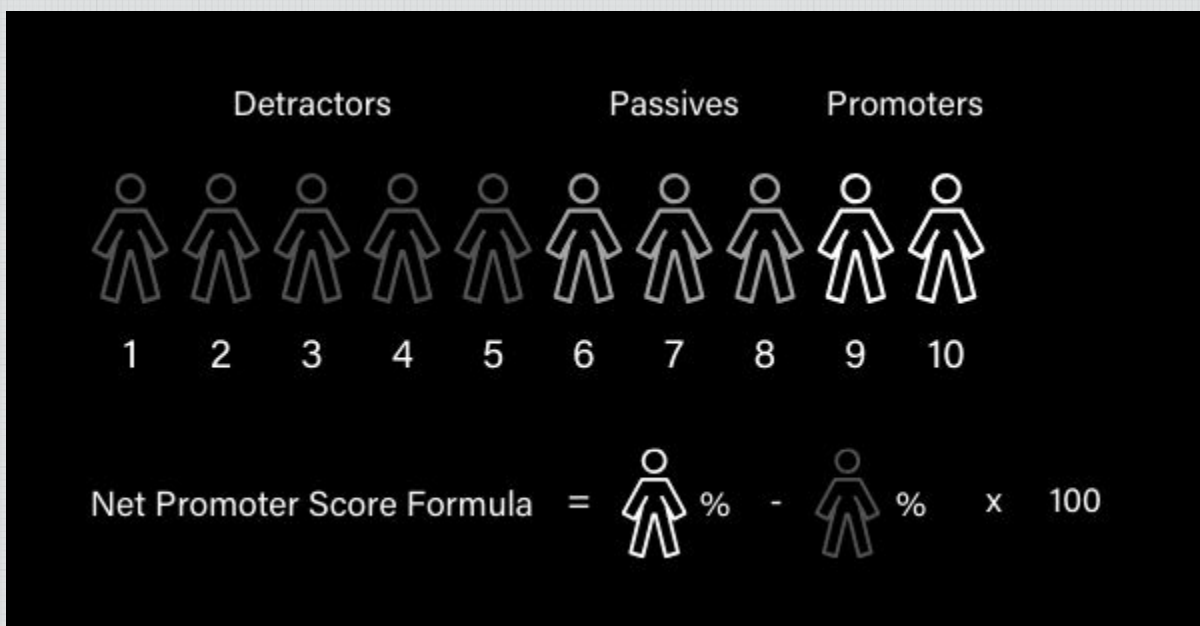 Detractors Passives Promoters
1 2 3 4 5 6 7 8 9 10
Net Promoter Score Formula = % - % x 100